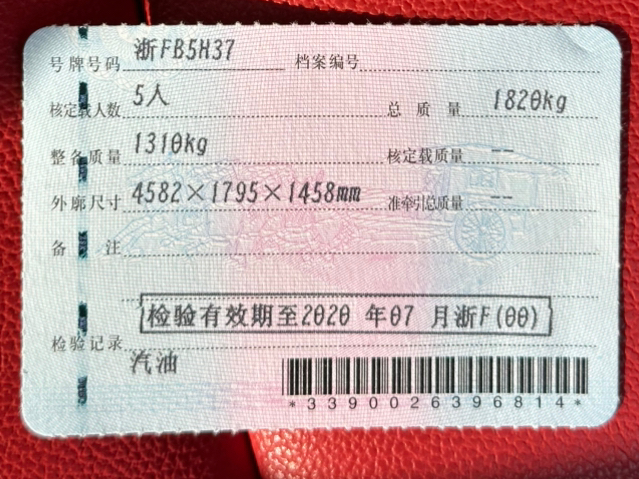 号牌号码 浙FB5H37 档案编号
核定载人数 5人 总质量 1820kg
整备质量 1310kg 核定载质量 --
外廓尺寸 4582×1795×1458mm 准牵引总质量 --
备注
检验有效期至2020 年07 月浙F(00)
检验记录
汽油
*3390026396814*